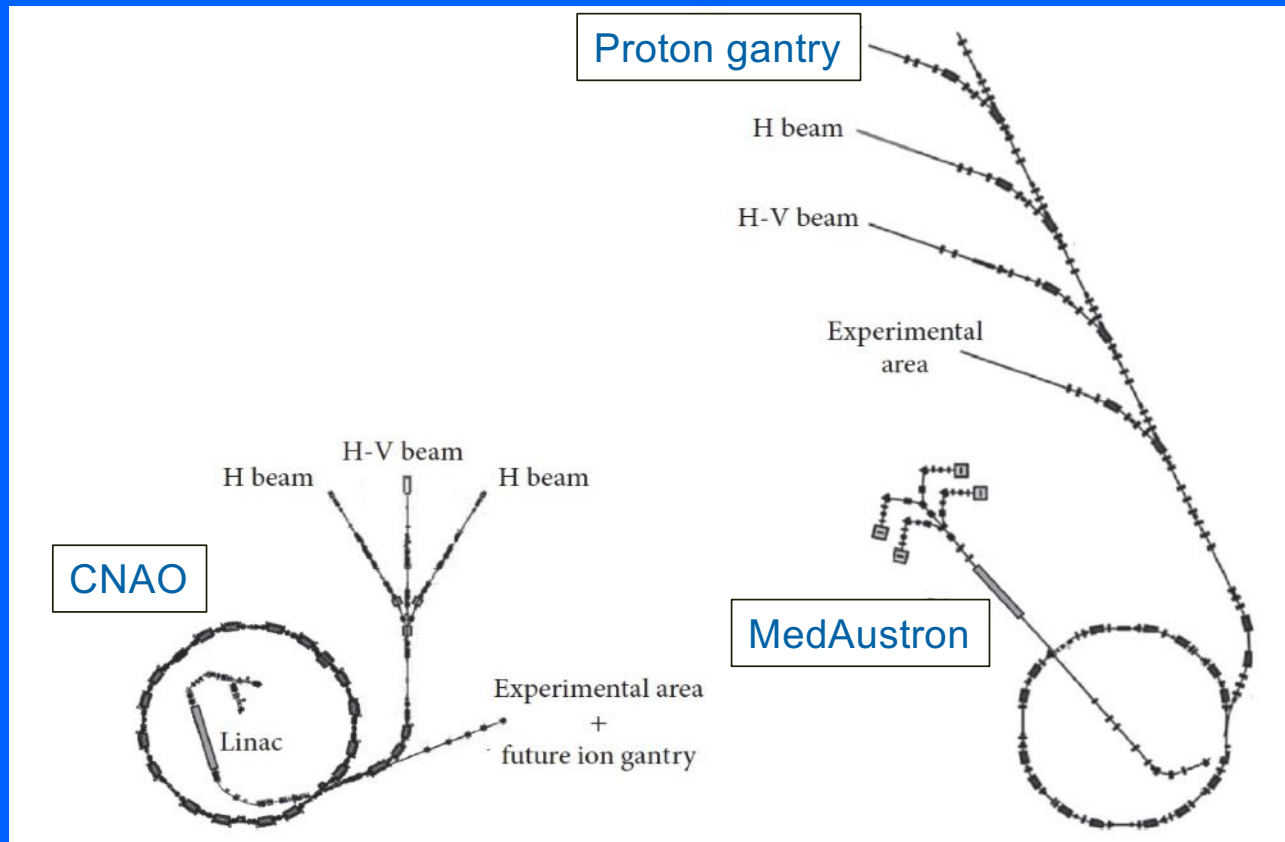 Proton gantry
H beam
H-V beam
Experimental
area
H-V beam
H beam
H beam
CNAO
MedAustron
Linac
Experimental area
+
future ion gantry